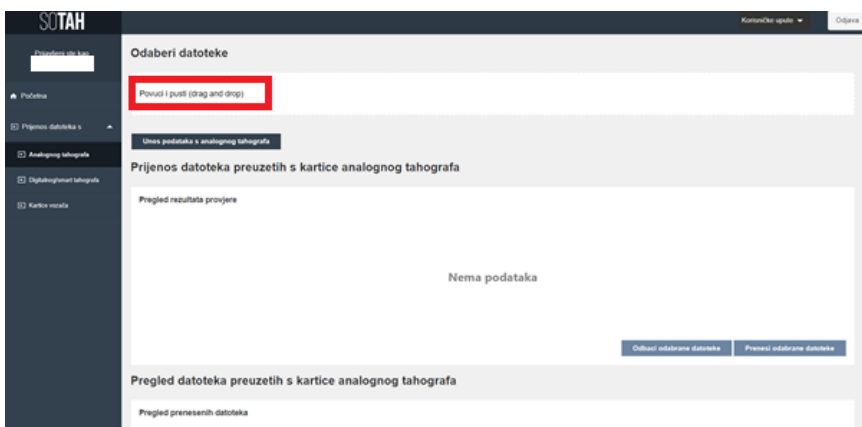 SOTAH
Korisničke upute
Odjava
Prijavljeni ste kao:
Početna
Prijenos datoteka s
Analognog tahografa
Digitalnog/smart tahografa
Kartice vozača
Odaberi datoteke
Povuci i pusti (drag and drop)
Unos podataka s analognog tahografa
Prijenos datoteka preuzetih s kartice analognog tahografa
Pregled rezultata provjere
Nema podataka
Odbaci odabrane datoteke
Prenesi odabrane datoteke
Pregled datoteka preuzetih s kartice analognog tahografa
Pregled prenesenih datoteka